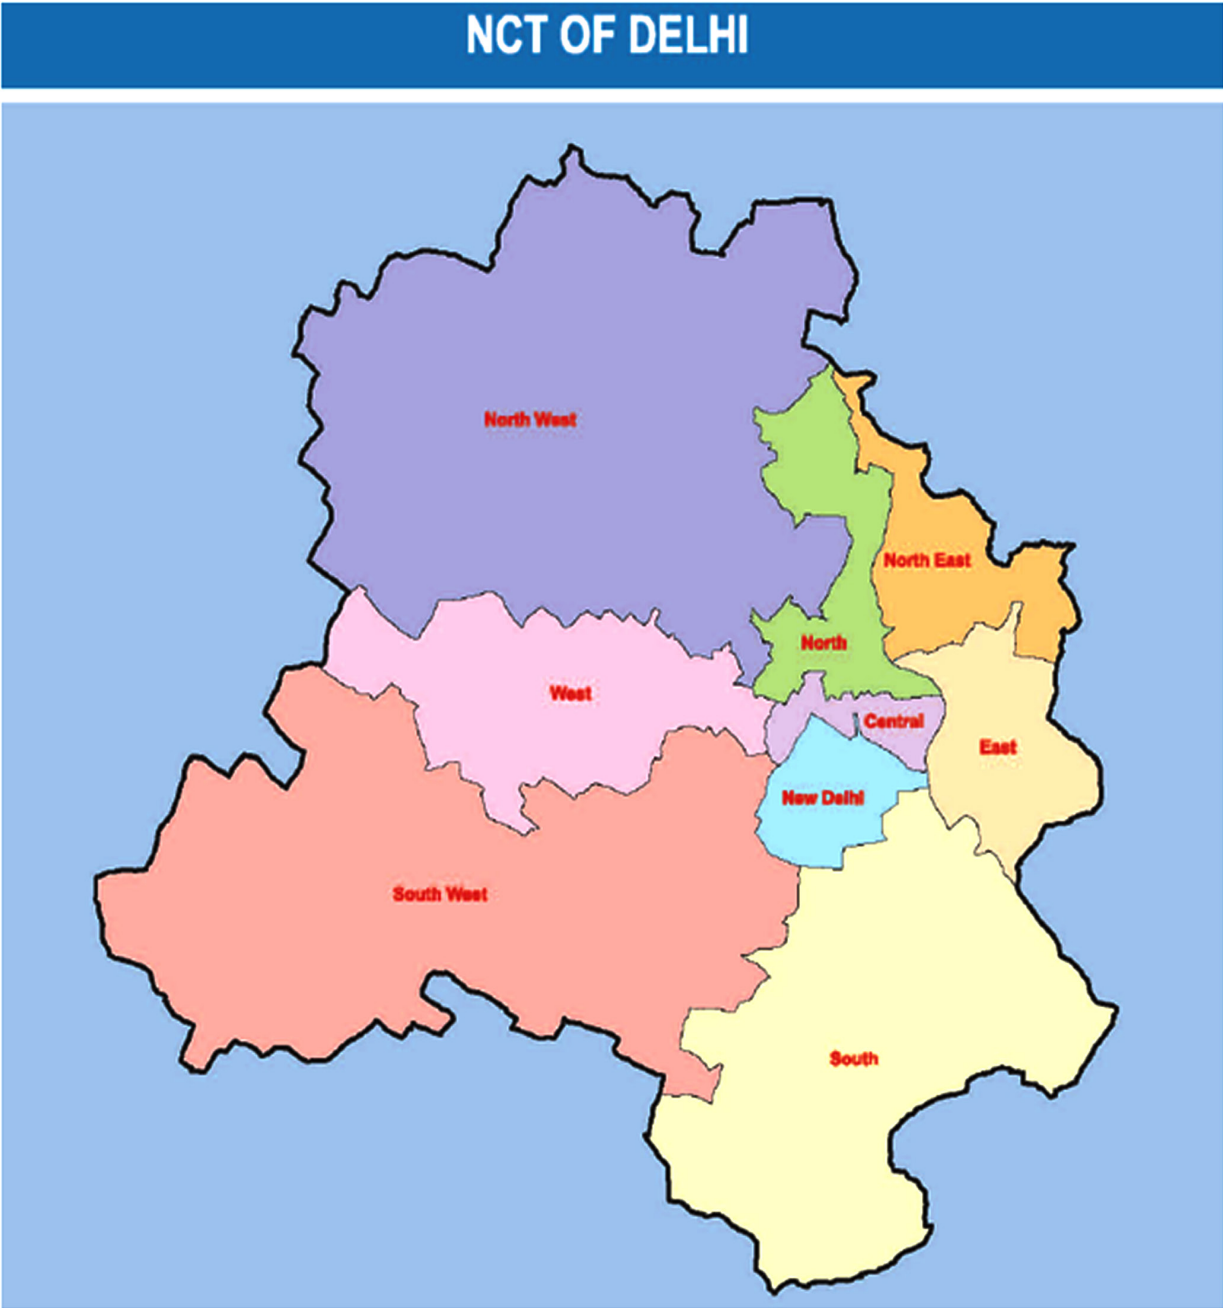 NCT OF DELHI
North West
North East
North
West
Central
East
New Delhi
South West
South